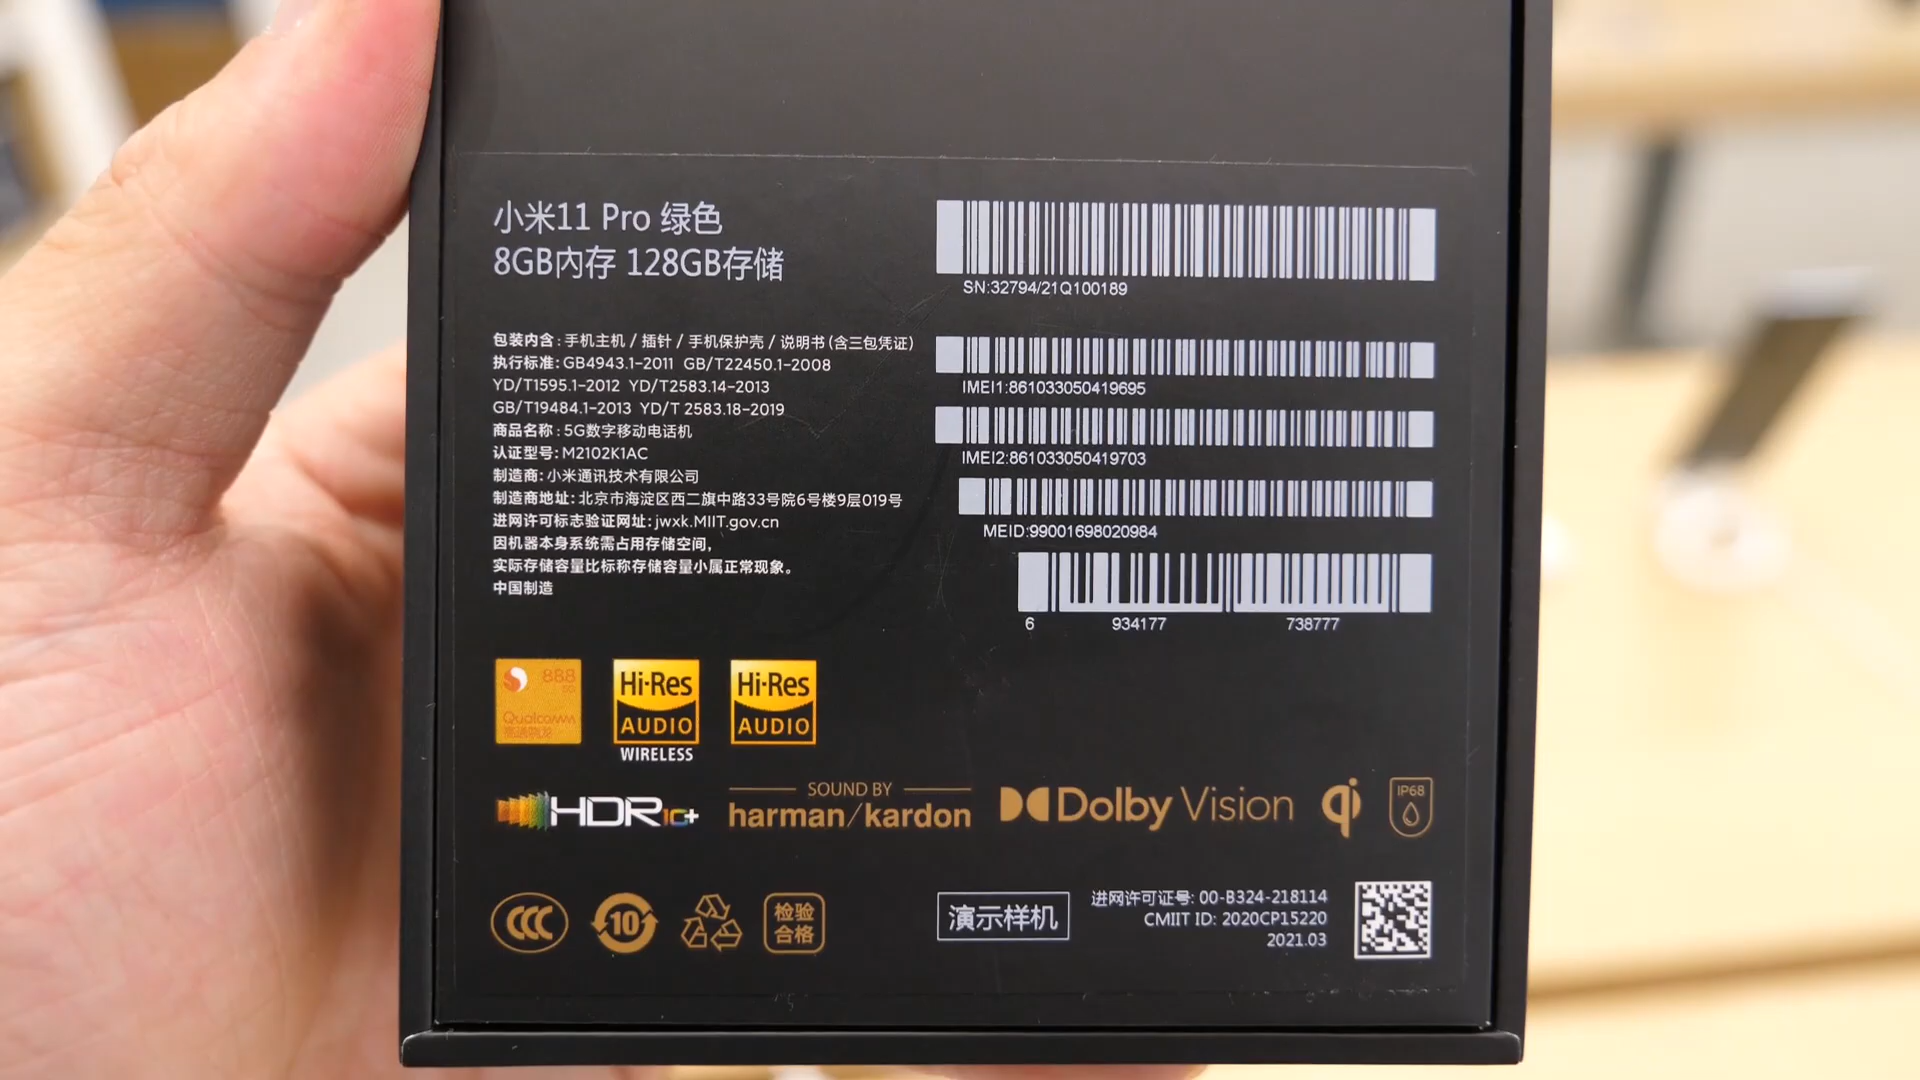 小米11 Pro 绿色
8GB内存 128GB存储
包装内含:手机主机 / 插针 / 手机保护壳 / 说明书(含三包凭证)
执行标准:GB4943.1-2011 GB/T22450.1-2008
YD/T1595.1-2012 YD/T2583.14-2013
GB/T19484.1-2013 YD/T 2583.18-2019
商品名称:5G数字移动电话机
认证型号:M2102K1AC
制造商:小米通讯技术有限公司
制造商地址:北京市海淀区西二旗中路33号院6号楼9层019号
进网许可标志验证网址:jwxk.MIIT.gov.cn
因机器本身系统需占用存储空间,
实际存储容量比标称存储容量小属正常现象。
中国制造
SN:32794/21Q100189
IMEI1:861033050419695
IMEI2:861033050419703
MEID:99001698020984
6 934177 738777
888
5G
Qualcomm
高通骁龙
Hi-Res
AUDIO
WIRELESS
Hi-Res
AUDIO
HDR10+
SOUND BY
harman/kardon
Dolby Vision
qi
IP68
CCC
10
检验
合格
演示样机
进网许可证号: 00-B324-218114
CMIIT ID: 2020CP15220
2021.03